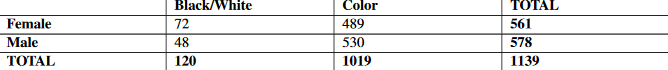 Black/White Color TOTAL
Female 72 489 561
Male 48 530 578
TOTAL 120 1019 1139